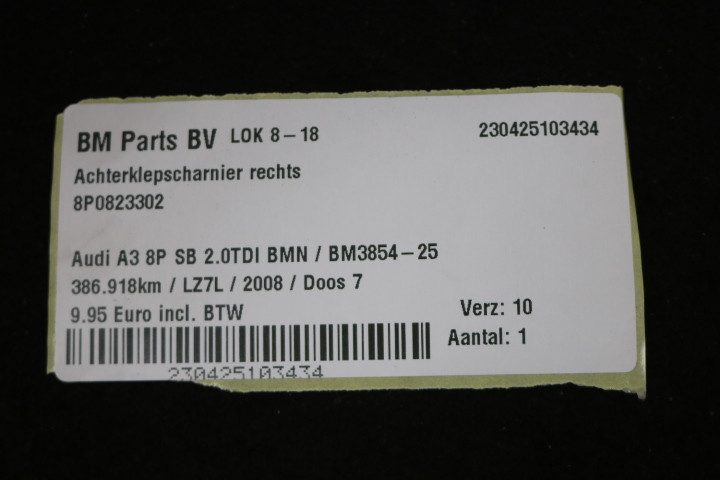 BM Parts BV LOK 8-18 230425103434
Achterklepscharnier rechts
8P0823302
Audi A3 8P SB 2.0TDI BMN / BM3854-25
386.918km / LZ7L / 2008 / Doos 7
9.95 Euro incl. BTW Verz: 10
Aantal: 1
230425103434